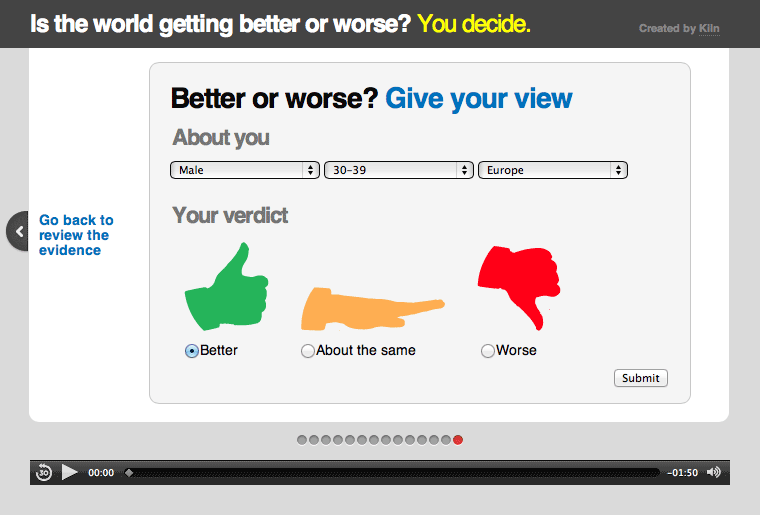 Is the world getting better or worse? You decide.
Created by Kiln
Better or worse? Give your view
About you
Male
30-39
Europe
Go back to
review the
evidence
Your verdict
Better
About the same
Worse
Submit
30
00:00
-01:50